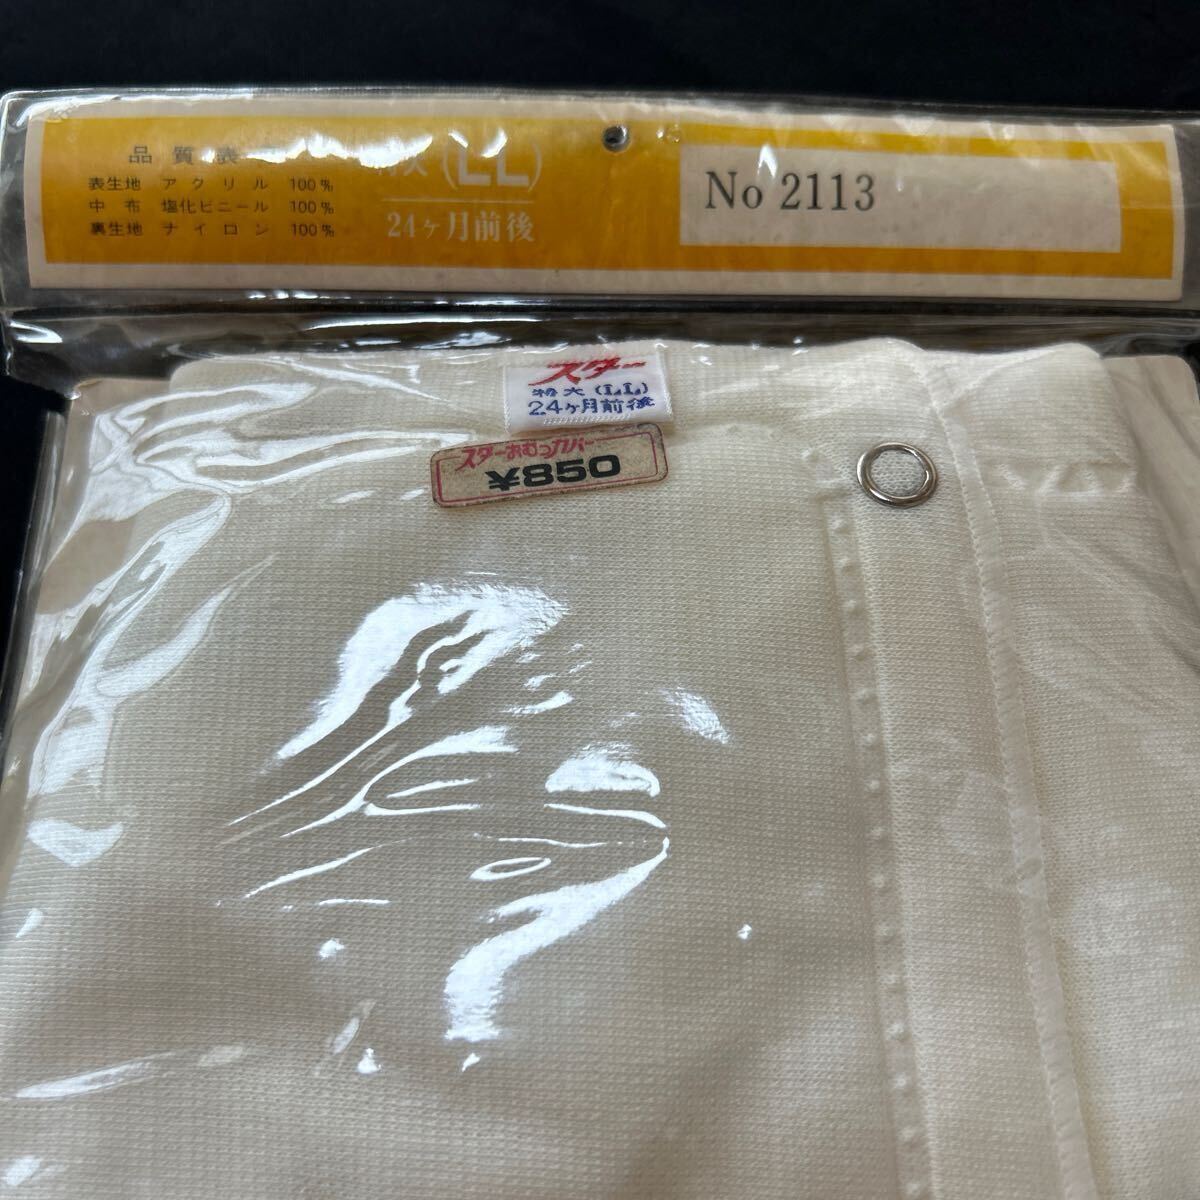 品質表
表生地 アクリル 100%
中布 塩化ビニール 100%
裏生地 ナイロン 100%
(LL)
24ヶ月前後
No 2113
スター
特大(LL)
24ヶ月前後
スターおむつカバー
¥850